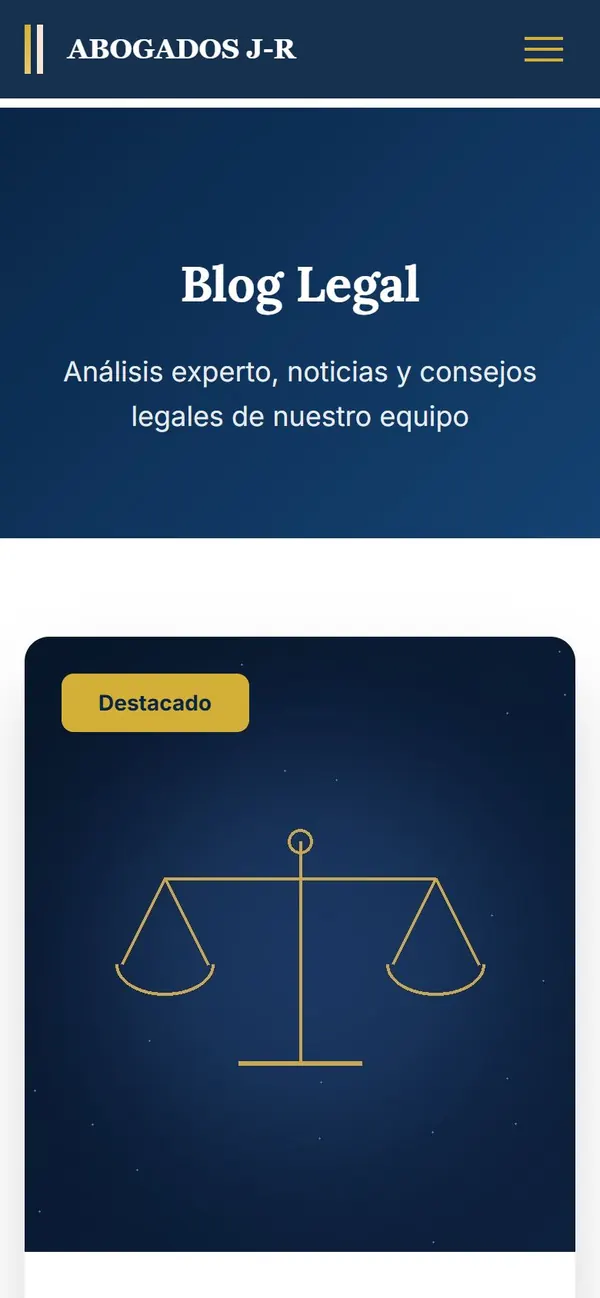 ABOGADOS J-R
Blog Legal
Análisis experto, noticias y consejos
legales de nuestro equipo
Destacado